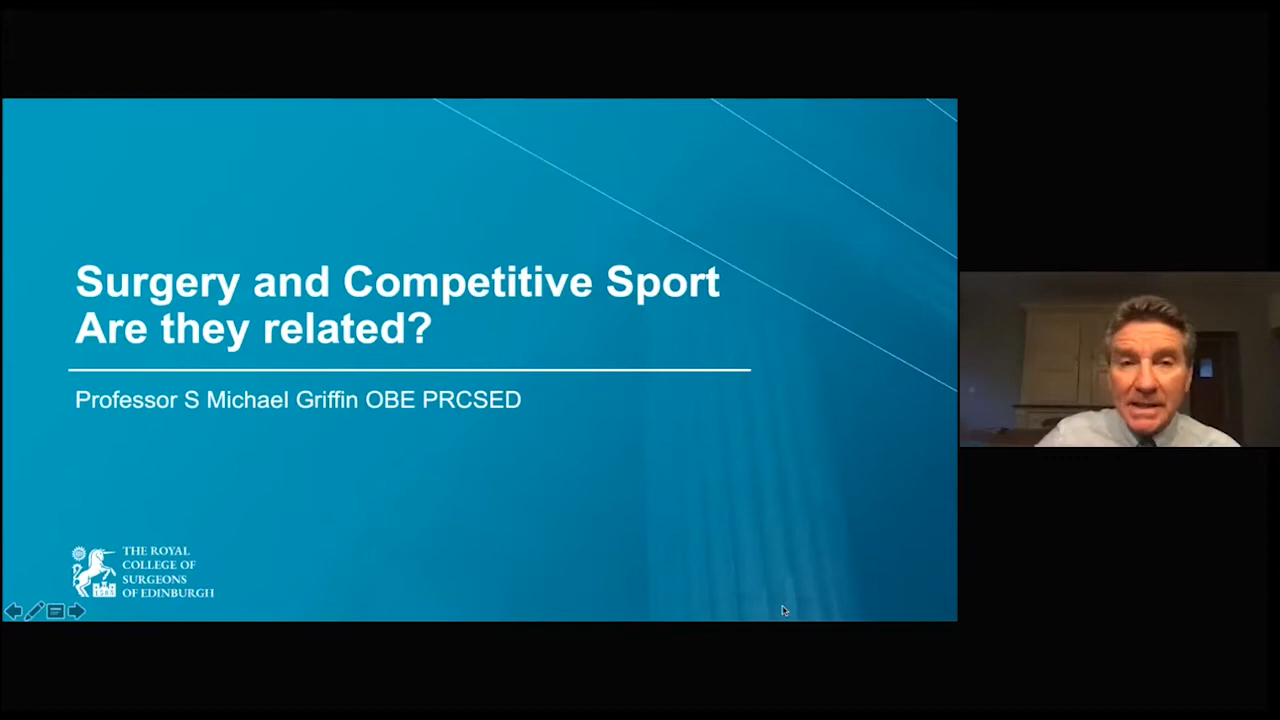 Surgery and Competitive Sport
Are they related?
Professor S Michael Griffin OBE PRCSED
THE ROYAL
COLLEGE OF
SURGEONS
OF EDINBURGH